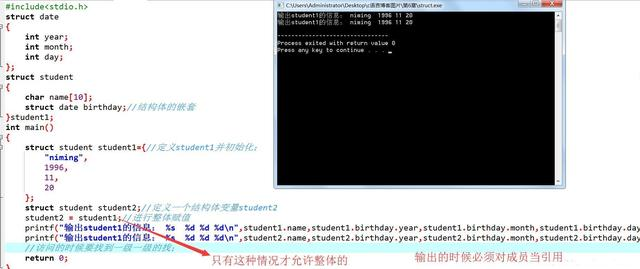 #include<stdio.h>
struct date
{
int year;
int month;
int day;
};
struct student
{
char name[10];
struct date birthday;//结构体的嵌套
}student1;
int main()
{
struct student student1={//定义student1并初始化;
"niming",
1996,
11,
20
};
struct student student2;//定义一个结构体变量student2
student2 = student1;//进行整体赋值
printf("输出student1的信息: %s %d %d %d\n",student1.name,student1.birthday.year,student1.birthday.month,student1.birthday.day
printf("输出student1的信息: %s %d %d %d\n",student2.name,student2.birthday.year,student2.birthday.month,student2.birthday.day
//访问的时候要找到一级一级的找;
return 0;
只有这种情况才允许整体的
输出的时候必须对成员当引用
C:\Users\Administrator\Desktop\c语言博客图片\第6章\struct.exe
输出student1的信息: niming 1996 11 20
输出student1的信息: niming 1996 11 20
--------------------------------
Process exited with return value 0
Press any key to continue . . .